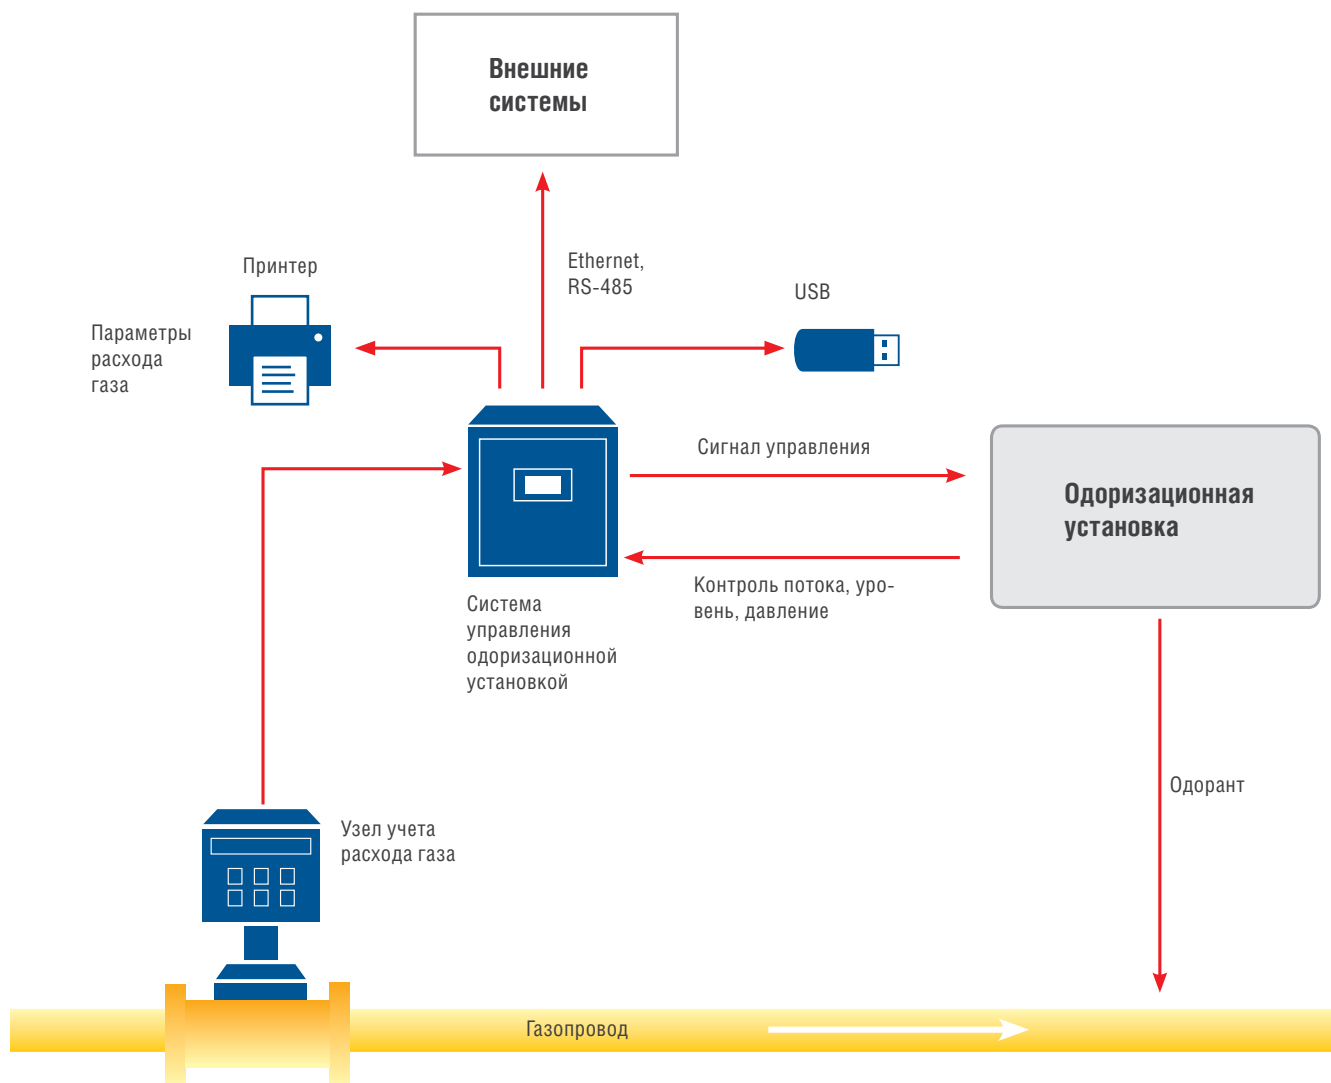 Внешние
системы
Ethernet,
RS-485
Принтер
USB
Параметры
расхода
газа
Сигнал управления
Одоризационная
установка
Контроль потока, уро-
вень, давление
Система
управления
одоризационной
установкой
Одорант
Узел учета
расхода газа
Газопровод